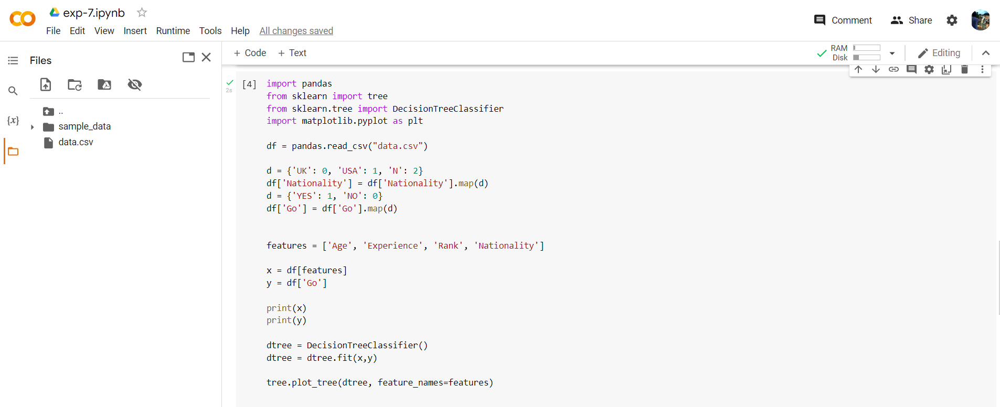 exp-7.ipynb
File Edit View Insert Runtime Tools Help All changes saved
Comment Share
Files
+ Code + Text
RAM
Disk
Editing
{x}
..
sample_data
data.csv
2s
[4] import pandas
from sklearn import tree
from sklearn.tree import DecisionTreeClassifier
import matplotlib.pyplot as plt
df = pandas.read_csv("data.csv")
d = {'UK': 0, 'USA': 1, 'N': 2}
df['Nationality'] = df['Nationality'].map(d)
d = {'YES': 1, 'NO': 0}
df['Go'] = df['Go'].map(d)
features = ['Age', 'Experience', 'Rank', 'Nationality']
x = df[features]
y = df['Go']
print(x)
print(y)
dtree = DecisionTreeClassifier()
dtree = dtree.fit(x,y)
tree.plot_tree(dtree, feature_names=features)